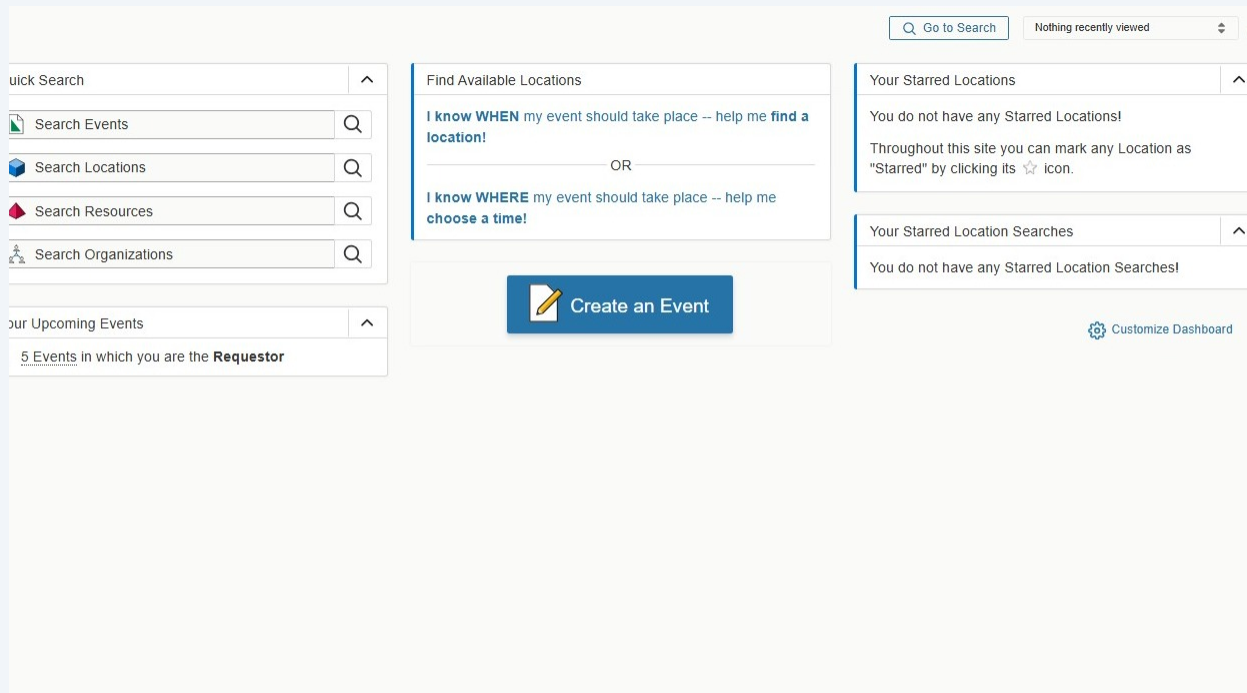 Go to Search
Nothing recently viewed
uick Search
Search Events
Search Locations
Search Resources
Search Organizations
our Upcoming Events
5 Events in which you are the Requestor
Find Available Locations
I know WHEN my event should take place -- help me find a
location!
OR
I know WHERE my event should take place -- help me
choose a time!
Create an Event
Your Starred Locations
You do not have any Starred Locations!
Throughout this site you can mark any Location as
"Starred" by clicking its icon.
Your Starred Location Searches
You do not have any Starred Location Searches!
Customize Dashboard